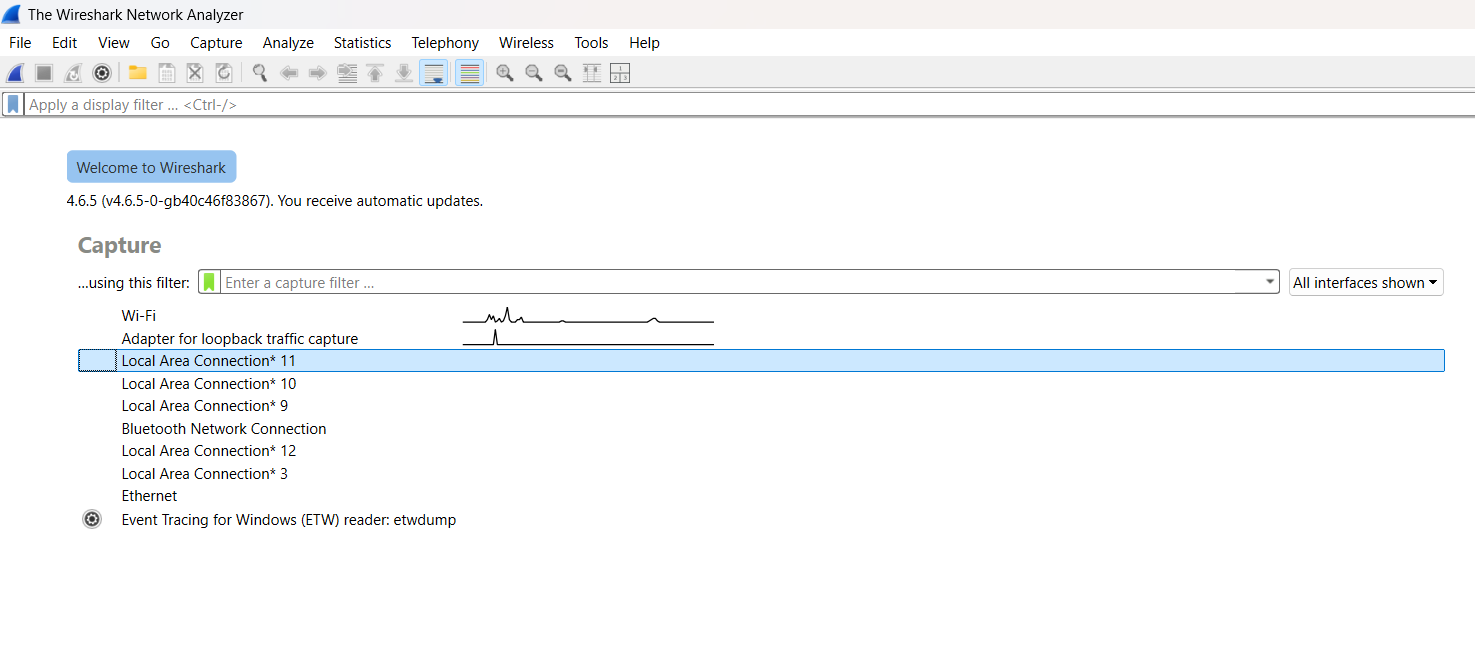 The Wireshark Network Analyzer
File Edit View Go Capture Analyze Statistics Telephony Wireless Tools Help
Apply a display filter ... <Ctrl-/>
Welcome to Wireshark
4.6.5 (v4.6.5-0-gb40c46f83867). You receive automatic updates.
Capture
...using this filter: Enter a capture filter ... All interfaces shown
Wi-Fi
Adapter for loopback traffic capture
Local Area Connection* 11
Local Area Connection* 10
Local Area Connection* 9
Bluetooth Network Connection
Local Area Connection* 12
Local Area Connection* 3
Ethernet
Event Tracing for Windows (ETW) reader: etwdump